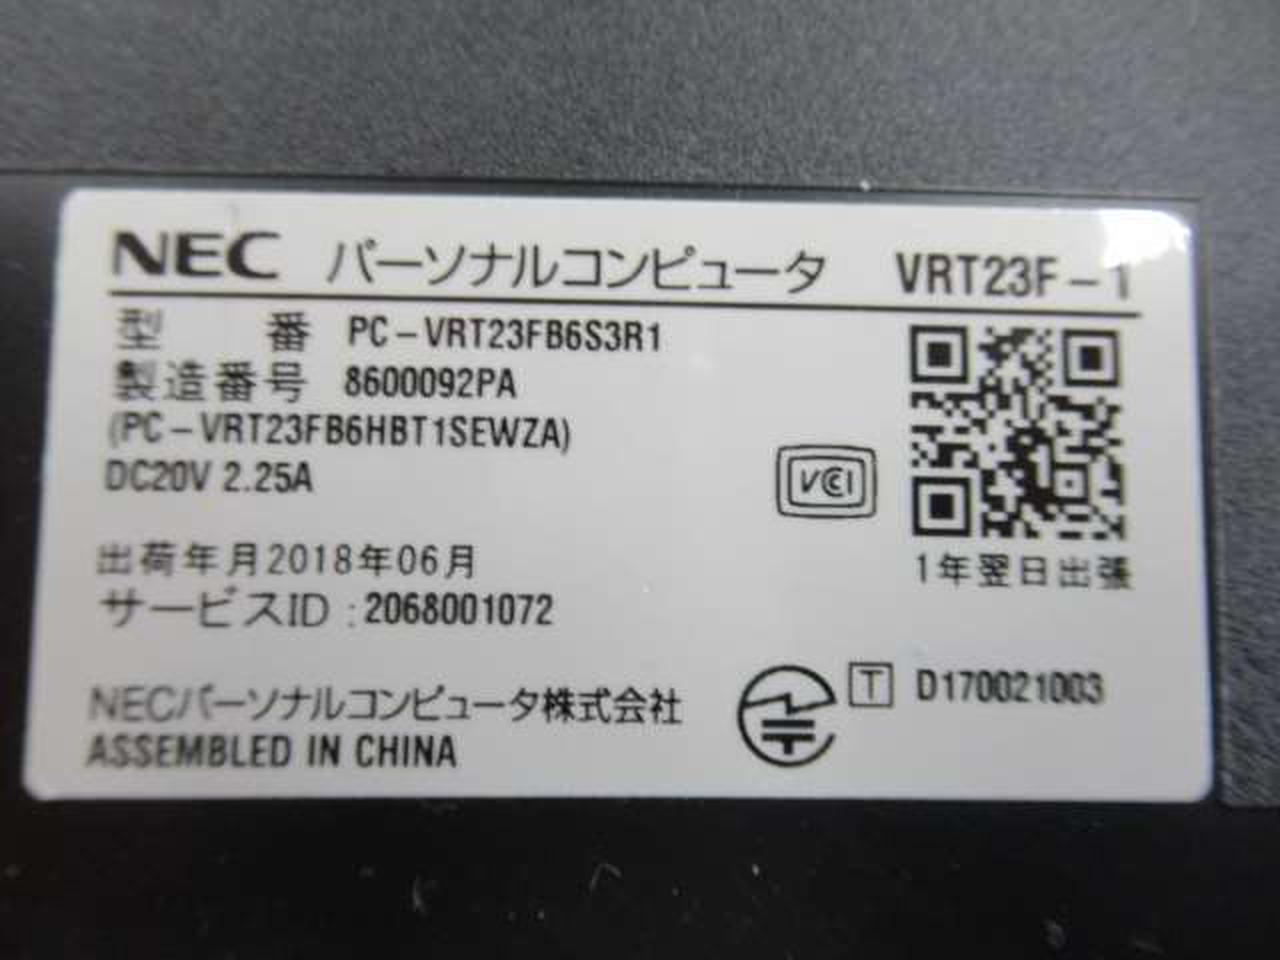 NEC パーソナルコンピュータ VRT23F-1
型 番 PC-VRT23FB6S3R1
製造番号 8600092PA
(PC-VRT23FB6HBT1SEWZA)
DC20V 2.25A
VCCI
出荷年月2018年06月
1年翌日出張
サービスID : 2068001072
NECパーソナルコンピュータ株式会社
T D170021003
ASSEMBLED IN CHINA